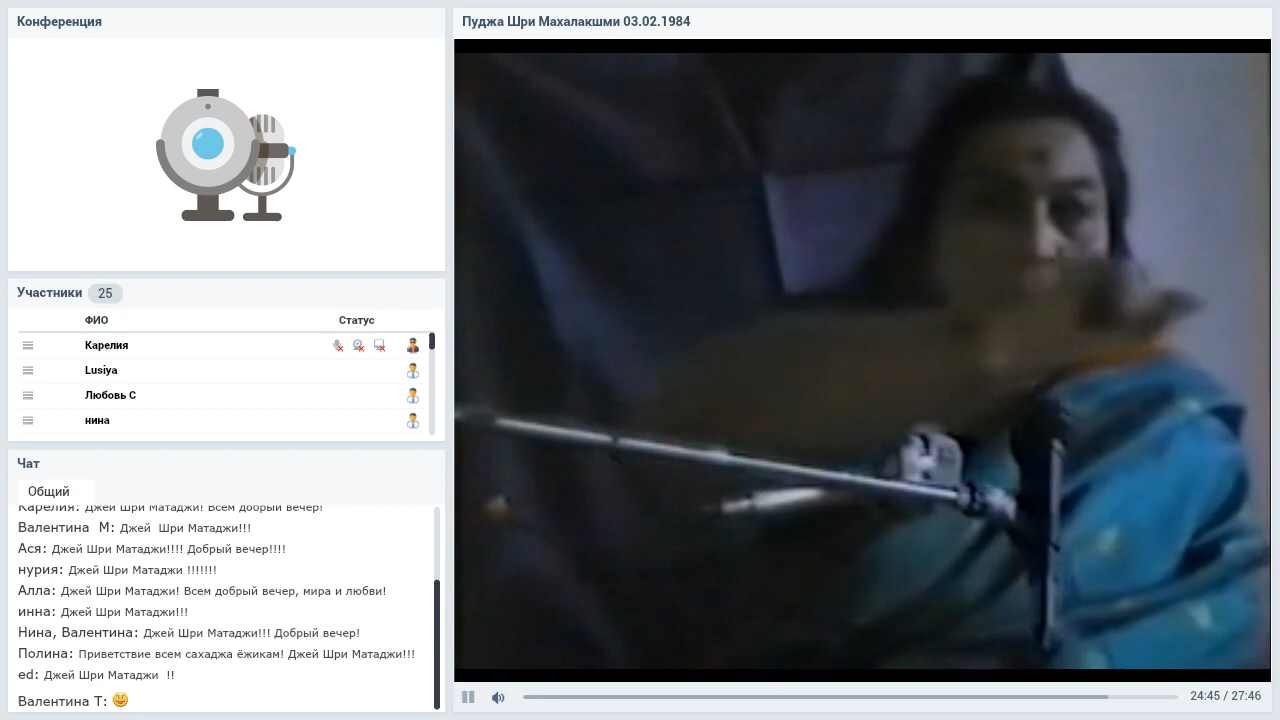 Конференция
Пуджа Шри Махалакшми 03.02.1984
Участники 25
ФИО Статус
Карелия
Lusiya
Любовь С
нина
Чат
Общий
Карелия: Джей Шри Матаджи! Всем добрый вечер!
Валентина М: Джей Шри Матаджи!!!
Ася: Джей Шри Матаджи!!!! Добрый вечер!!!!
нурия: Джей Шри Матаджи !!!!!!!
Алла: Джей Шри Матаджи! Всем добрый вечер, мира и любви!
инна: Джей Шри Матаджи!!!
Нина, Валентина: Джей Шри Матаджи!!! Добрый вечер!
Полина: Приветствие всем сахаджа ёжикам! Джей Шри Матаджи!!!
ed: Джей Шри Матаджи !!
Валентина Т:
24:45 / 27:46